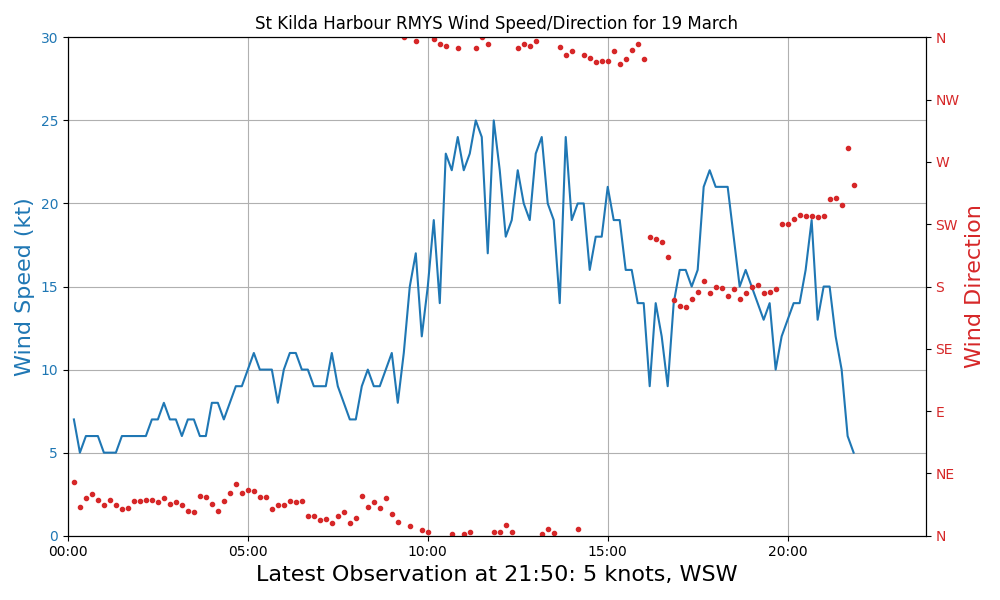 St Kilda Harbour RMYS Wind Speed/Direction for 19 March
Wind Speed (kt)
30
25
20
15
10
5
0
N
NW
W
SW
S
SE
E
NE
N
Wind Direction
00:00 05:00 10:00 15:00 20:00
Latest Observation at 21:50: 5 knots, WSW